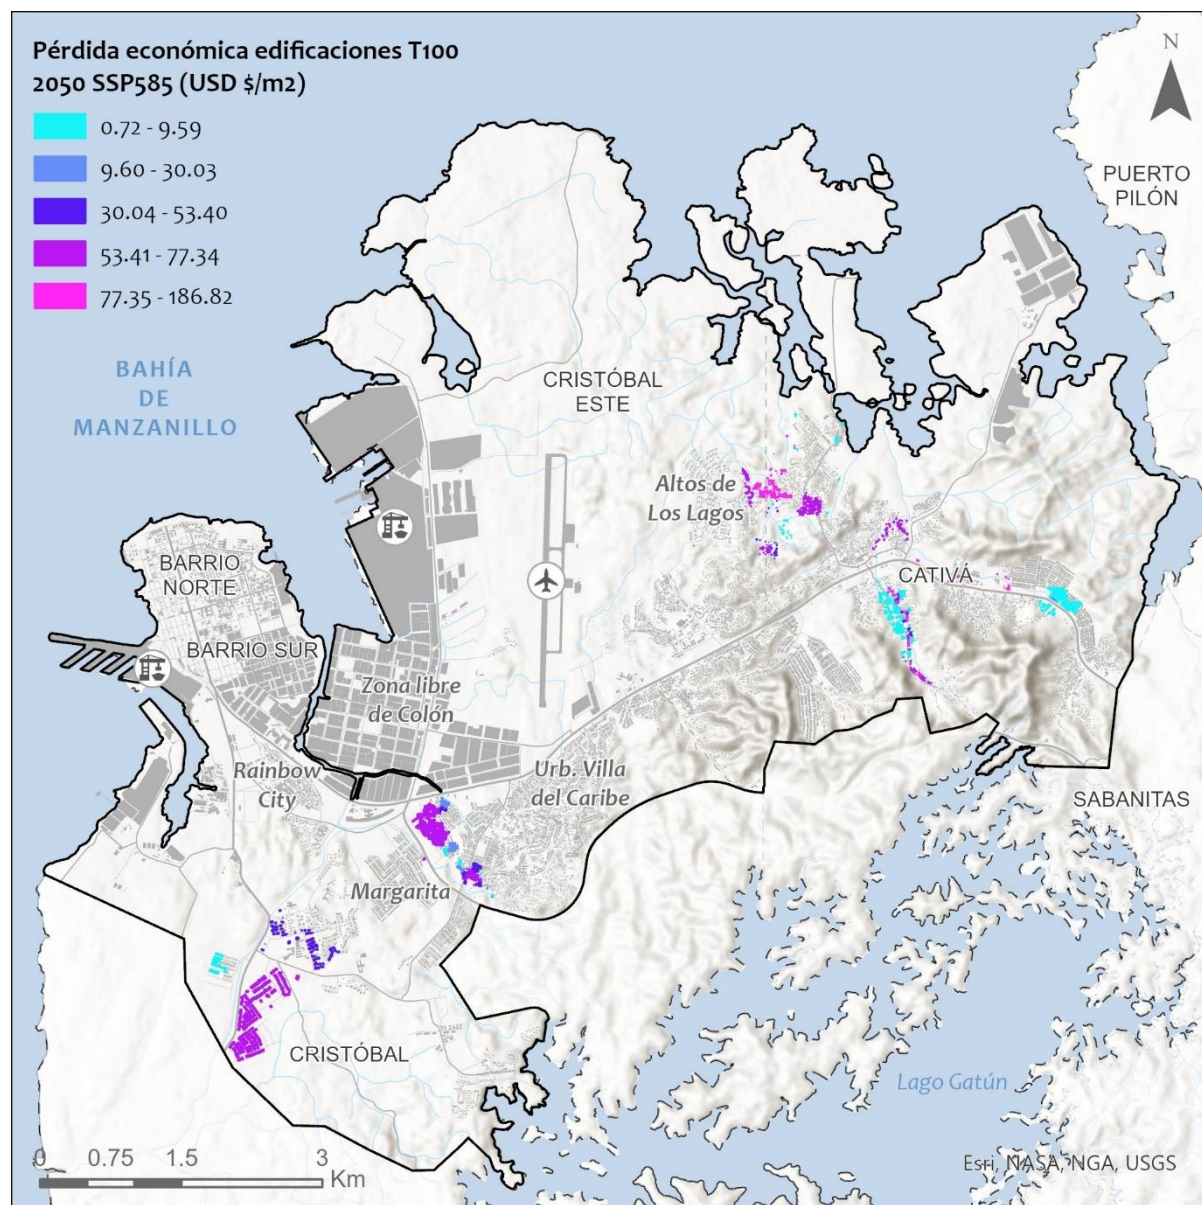 Pérdida económica edificaciones T100
2050 SSP585 (USD $/m2)
0.72 - 9.59
9.60 - 30.03
30.04 - 53.40
53.41 - 77.34
77.35 - 186.82
N
PUERTO
PILÓN
BAHÍA
DE
MANZANILLO
CRISTÓBAL
ESTE
Altos de
Los Lagos
BARRIO
NORTE
CATIVÁ
BARRIO SUR
Zona libre
de Colón
Rainbow
City
Urb. Villa
del Caribe
SABANITAS
Margarita
CRISTÓBAL
Lago Gatún
0 0.75 1.5 3
Km
Esri, NASA, NGA, USGS